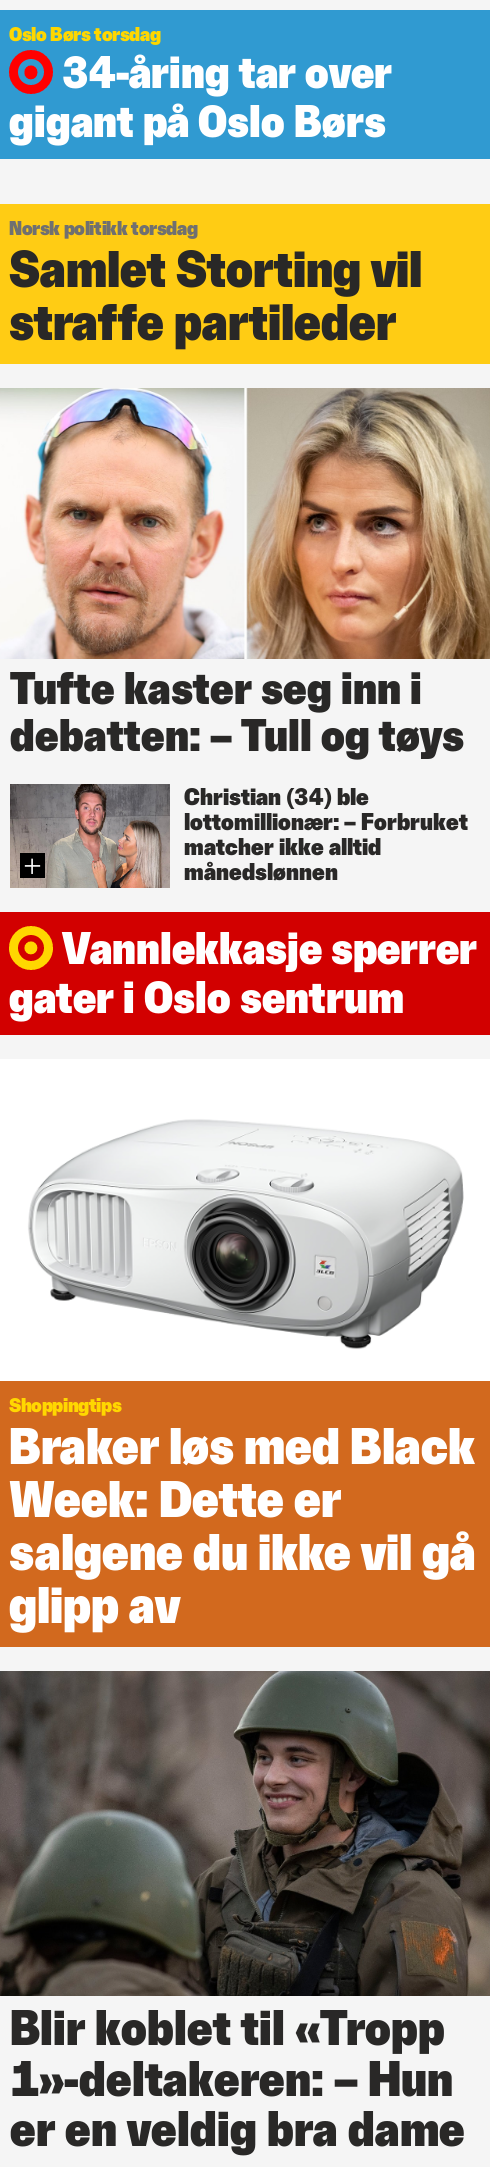 Oslo Børs torsdag
34-åring tar over
gigant på Oslo Børs
Norsk politikk torsdag
Samlet Storting vil
straffe partileder
Tufte kaster seg inn i
debatten: – Tull og tøys
Christian (34) ble
lottomillionær: – Forbruket
matcher ikke alltid
månedslønnen
Vannlekkasje sperrer
gater i Oslo sentrum
EPSON
EPSON
3LCD
Shoppingtips
Braker løs med Black
Week: Dette er
salgene du ikke vil gå
glipp av
Blir koblet til «Tropp
1»-deltakeren: – Hun
er en veldig bra dame